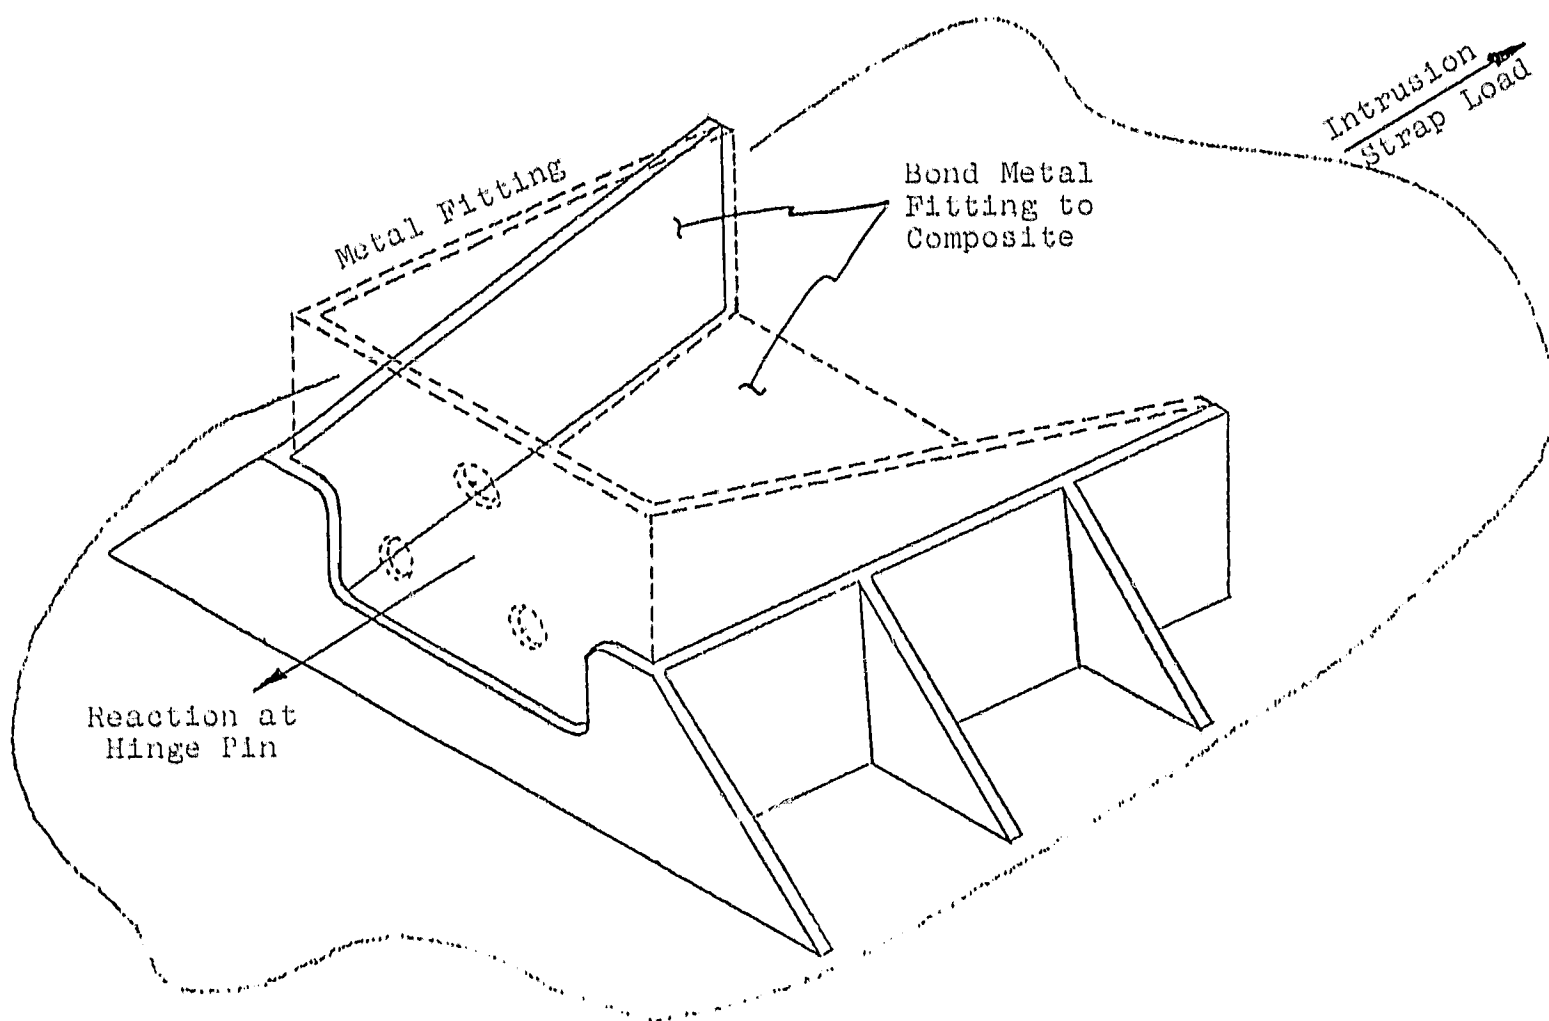 Intrusion
Strap Load
Metal Fitting
Bond Metal
Fitting to
Composite
Reaction at
Hinge Pin